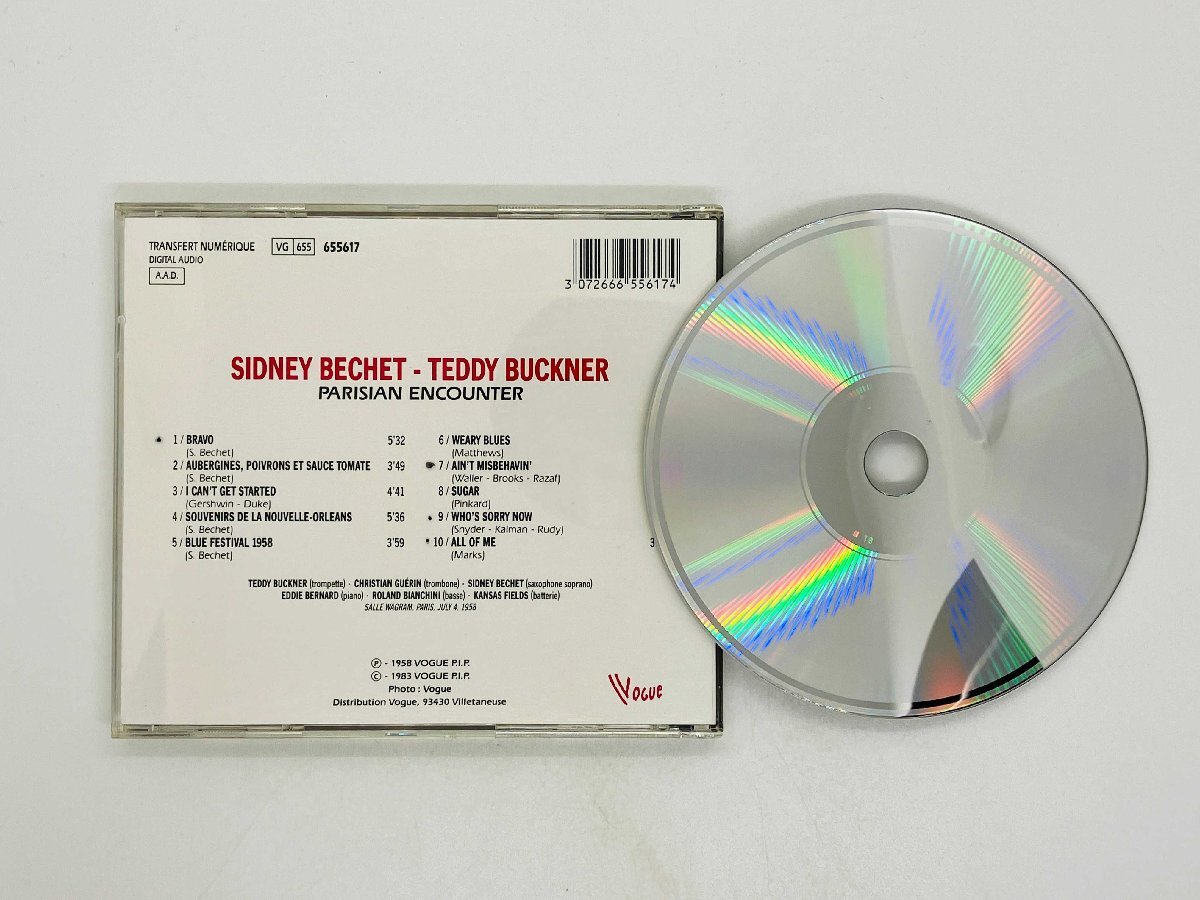 TRANSFERT NUMÉRIQUE VG 655 655617
DIGITAL AUDIO
A.A.D.
3 072666 556174
SIDNEY BECHET - TEDDY BUCKNER
PARISIAN ENCOUNTER
1 / BRAVO 5'32
(S. Bechet)
2 / AUBERGINES, POIVRONS ET SAUCE TOMATE 3'49
(S. Bechet)
3 / I CAN'T GET STARTED 4'41
(Gershwin - Duke)
4 / SOUVENIRS DE LA NOUVELLE-ORLEANS 5'36
(S. Bechet)
5 / BLUE FESTIVAL 1958 3'59
(S. Bechet)
6 / WEARY BLUES
(Matthews)
7 / AIN'T MISBEHAVIN'
(Waller - Brooks - Razaf)
8 / SUGAR
(Pinkard)
9 / WHO'S SORRY NOW
(Snyder - Kalman - Rudy)
10 / ALL OF ME 3
(Marks)
TEDDY BUCKNER (trompette) - CHRISTIAN GUÉRIN (trombone) - SIDNEY BECHET (saxophone soprano)
EDDIE BERNARD (piano) - ROLAND BIANCHINI (basse) - KANSAS FIELDS (batterie)
SALLE WAGRAM, PARIS, JULY 4, 1958
℗ - 1958 VOGUE P.I.P.
© - 1983 VOGUE P.I.P.
Photo : Vogue
Distribution Vogue, 93430 Villetaneuse
VOGUE